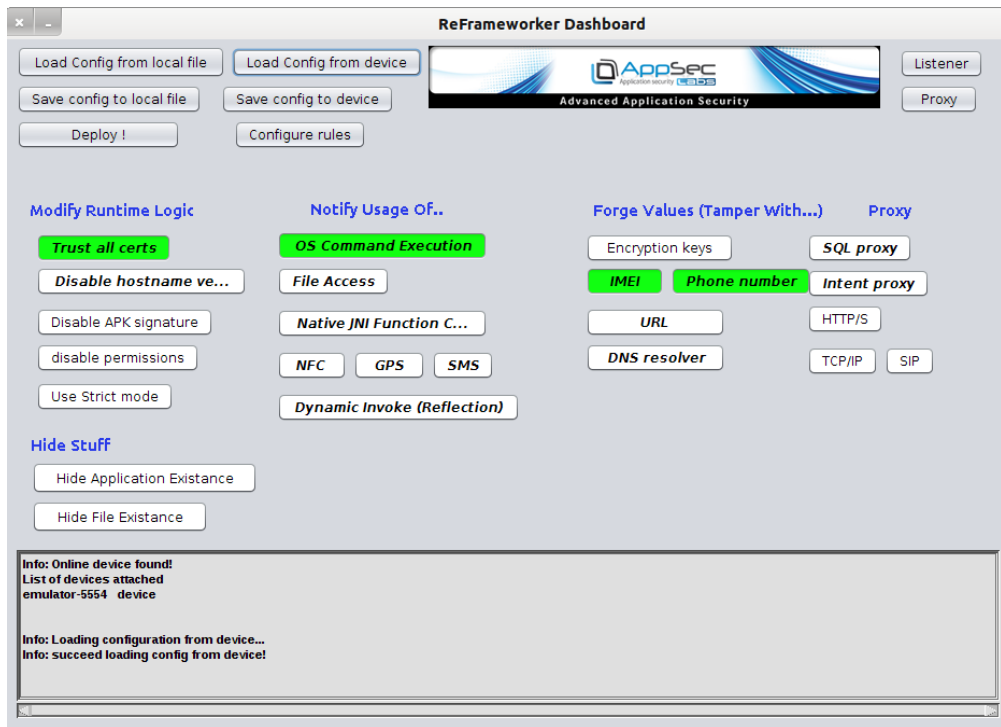 ReFrameworker Dashboard
Load Config from local file
Load Config from device
Save config to local file
Save config to device
Deploy !
Configure rules
AppSec
Application security LABS
Advanced Application Security
Listener
Proxy
Modify Runtime Logic
Trust all certs
Disable hostname ve...
Disable APK signature
disable permissions
Use Strict mode
Notify Usage Of..
OS Command Execution
File Access
Native JNI Function C...
NFC GPS SMS
Dynamic Invoke (Reflection)
Forge Values (Tamper With...)
Encryption keys
IMEI Phone number
URL
DNS resolver
Proxy
SQL proxy
Intent proxy
HTTP/S
TCP/IP SIP
Hide Stuff
Hide Application Existance
Hide File Existance
Info: Online device found!
List of devices attached
emulator-5554 device
Info: Loading configuration from device...
Info: succeed loading config from device!